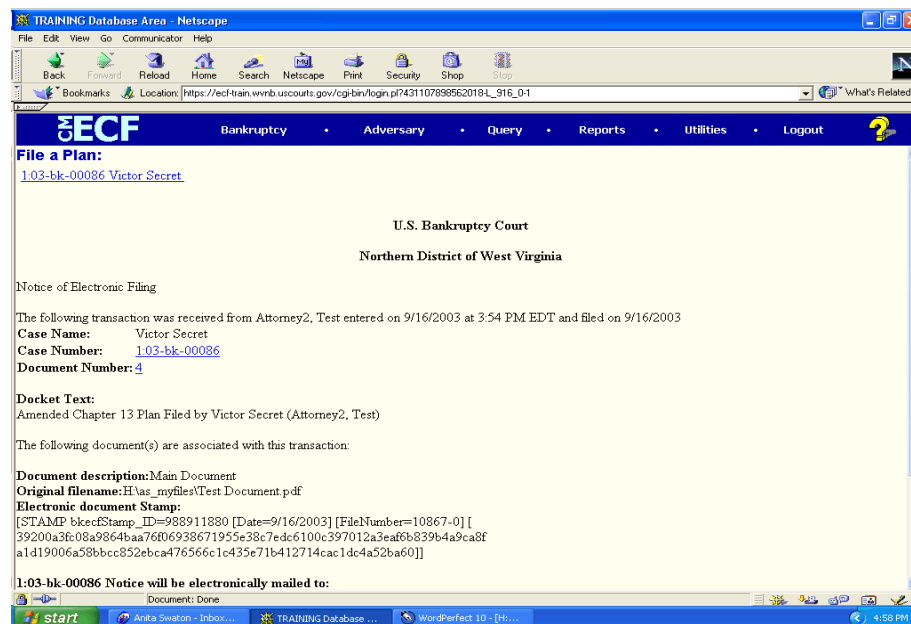 TRAINING Database Area - Netscape
File Edit View Go Communicator Help
Back Forward Reload Home Search Netscape Print Security Shop Stop
Bookmarks Location: https://ecf-train.wvnb.uscourts.gov/cgi-bin/login.pl?431107898562018-L_916_0-1 What's Related
CM ECF Bankruptcy • Adversary • Query • Reports • Utilities • Logout ?
File a Plan:
1:03-bk-00086 Victor Secret
U.S. Bankruptcy Court
Northern District of West Virginia
Notice of Electronic Filing
The following transaction was received from Attorney2, Test entered on 9/16/2003 at 3:54 PM EDT and filed on 9/16/2003
Case Name: Victor Secret
Case Number: 1:03-bk-00086
Document Number: 4
Docket Text:
Amended Chapter 13 Plan Filed by Victor Secret (Attorney2, Test)
The following document(s) are associated with this transaction:
Document description:Main Document
Original filename:H:\as_myfiles\Test Document.pdf
Electronic document Stamp:
[STAMP bkecfStamp_ID=988911880 [Date=9/16/2003] [FileNumber=10867-0] [
39200a3fc08a9864baa76f06938671955e38c7edc6100c397012a3eaf6b839b4a9ca8f
a1d19006a58bbcc852ebca476566c1c435e71b412714cac1dc4a52ba60]]
1:03-bk-00086 Notice will be electronically mailed to:
Document: Done
start Anita Swaton - Inbox... TRAINING Database ... WordPerfect 10 - [H:... 4:58 PM